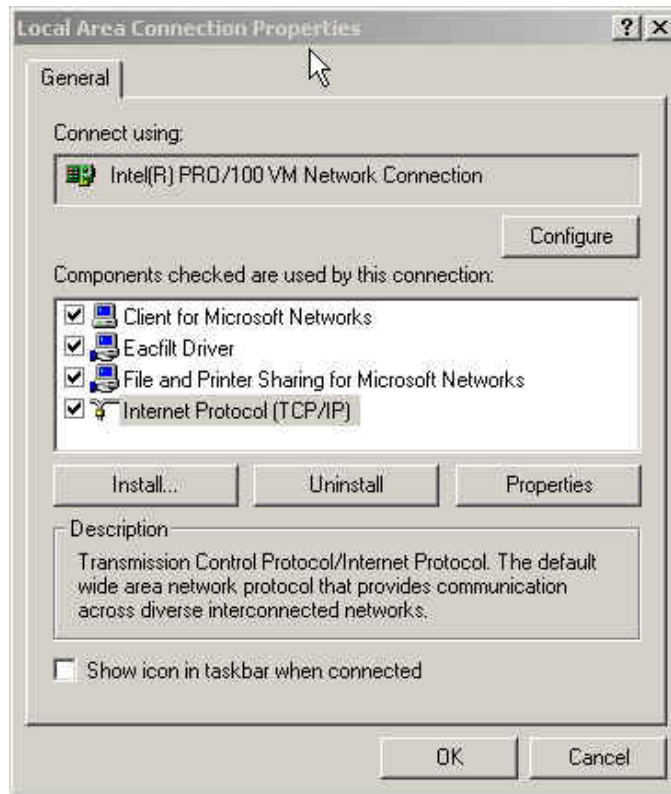 Local Area Connection Properties
General
Connect using:
Intel(R) PRO/100 VM Network Connection
Configure
Components checked are used by this connection:
Client for Microsoft Networks
Eacfilt Driver
File and Printer Sharing for Microsoft Networks
Internet Protocol (TCP/IP)
Install... Uninstall Properties
Description
Transmission Control Protocol/Internet Protocol. The default
wide area network protocol that provides communication
across diverse interconnected networks.
Show icon in taskbar when connected
OK Cancel